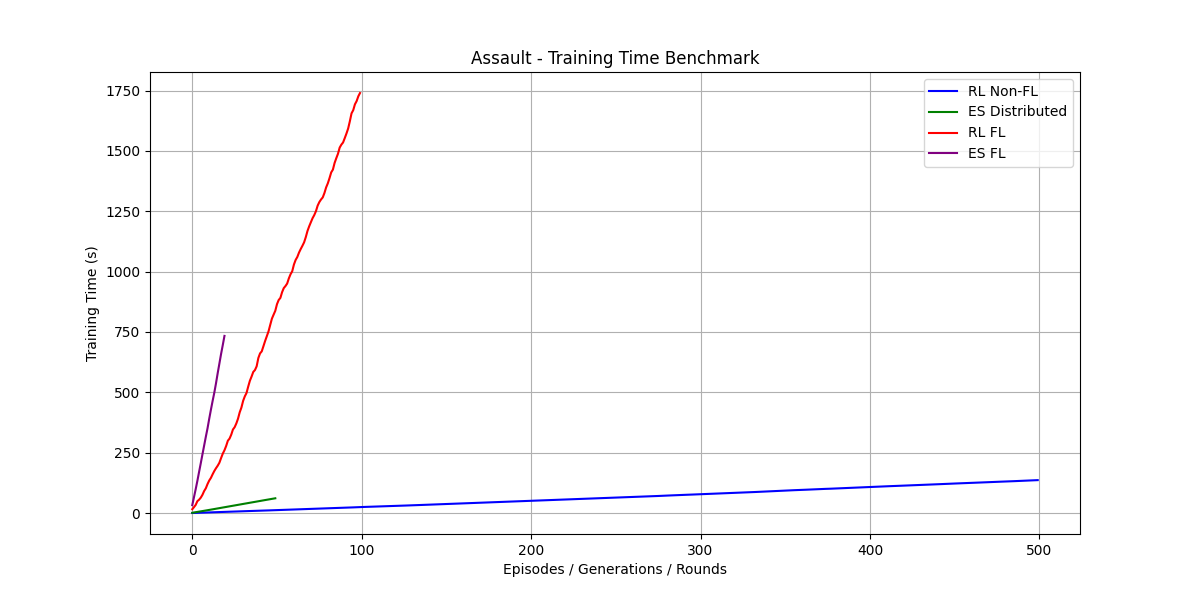 Assault - Training Time Benchmark
RL Non-FL
ES Distributed
RL FL
ES FL
Training Time (s)
1750
1500
1250
1000
750
500
250
0
0 100 200 300 400 500
Episodes / Generations / Rounds